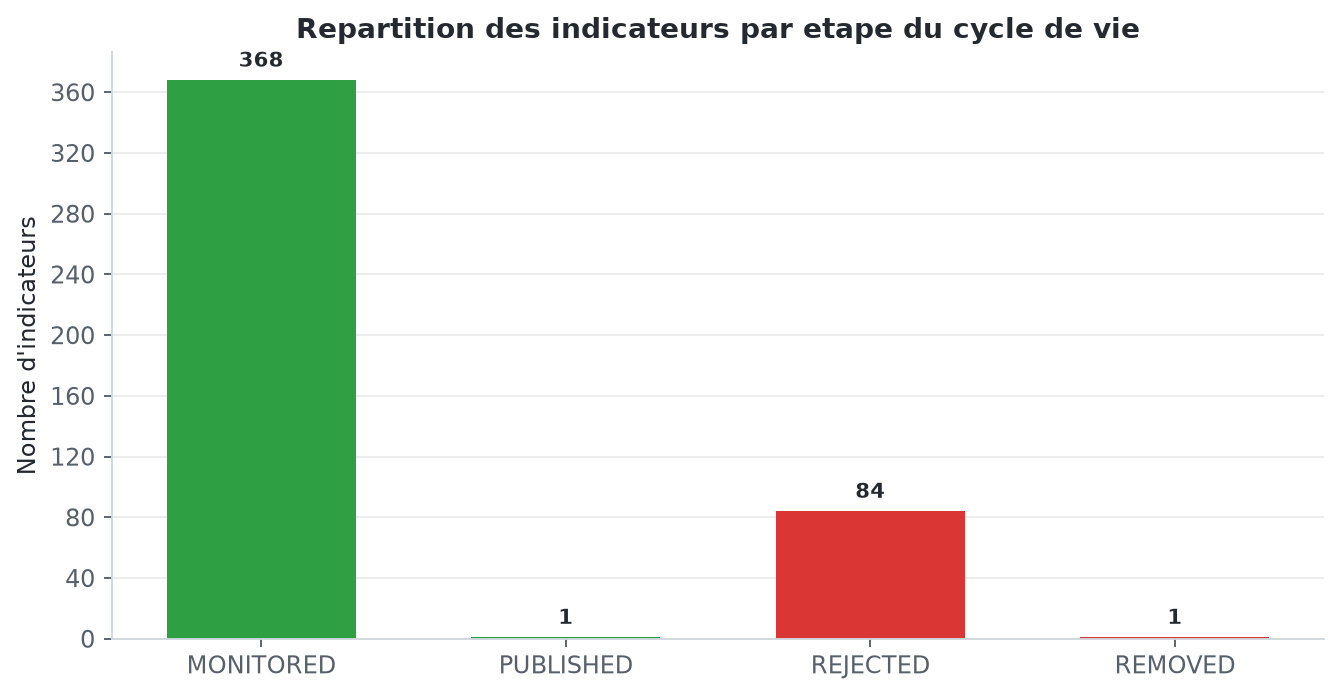 Repartition des indicateurs par etape du cycle de vie
Nombre d'indicateurs
360
320
280
240
200
160
120
80
40
0
368
1
84
1
MONITORED
PUBLISHED
REJECTED
REMOVED